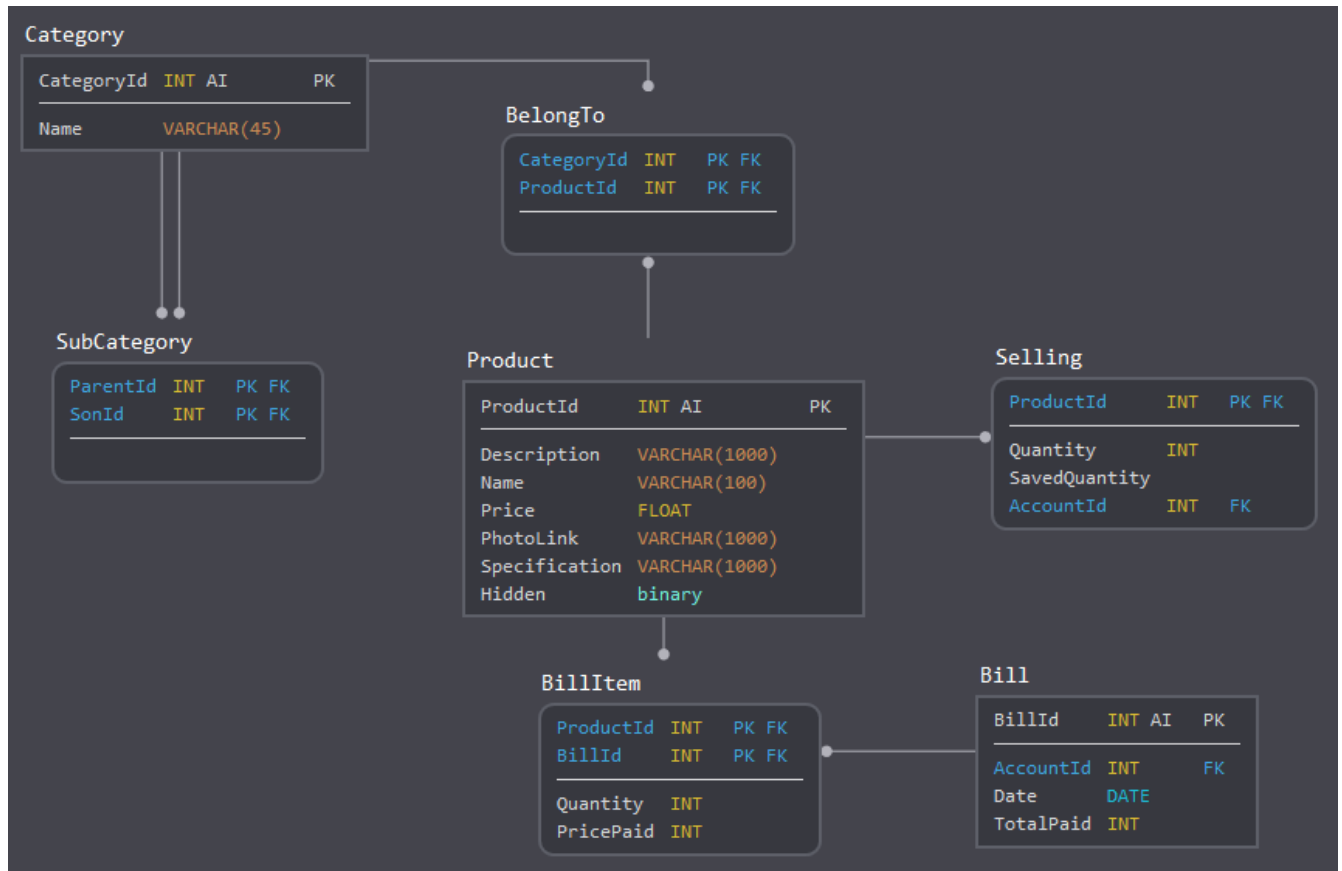 Category
CategoryId INT AI PK
Name VARCHAR(45)
BelongTo
CategoryId INT PK FK
ProductId INT PK FK
SubCategory
ParentId INT PK FK
SonId INT PK FK
Product
ProductId INT AI PK
Description VARCHAR(1000)
Name VARCHAR(100)
Price FLOAT
PhotoLink VARCHAR(1000)
Specification VARCHAR(1000)
Hidden binary
Selling
ProductId INT PK FK
Quantity INT
SavedQuantity
AccountId INT FK
BillItem
ProductId INT PK FK
BillId INT PK FK
Quantity INT
PricePaid INT
Bill
BillId INT AI PK
AccountId INT FK
Date DATE
TotalPaid INT